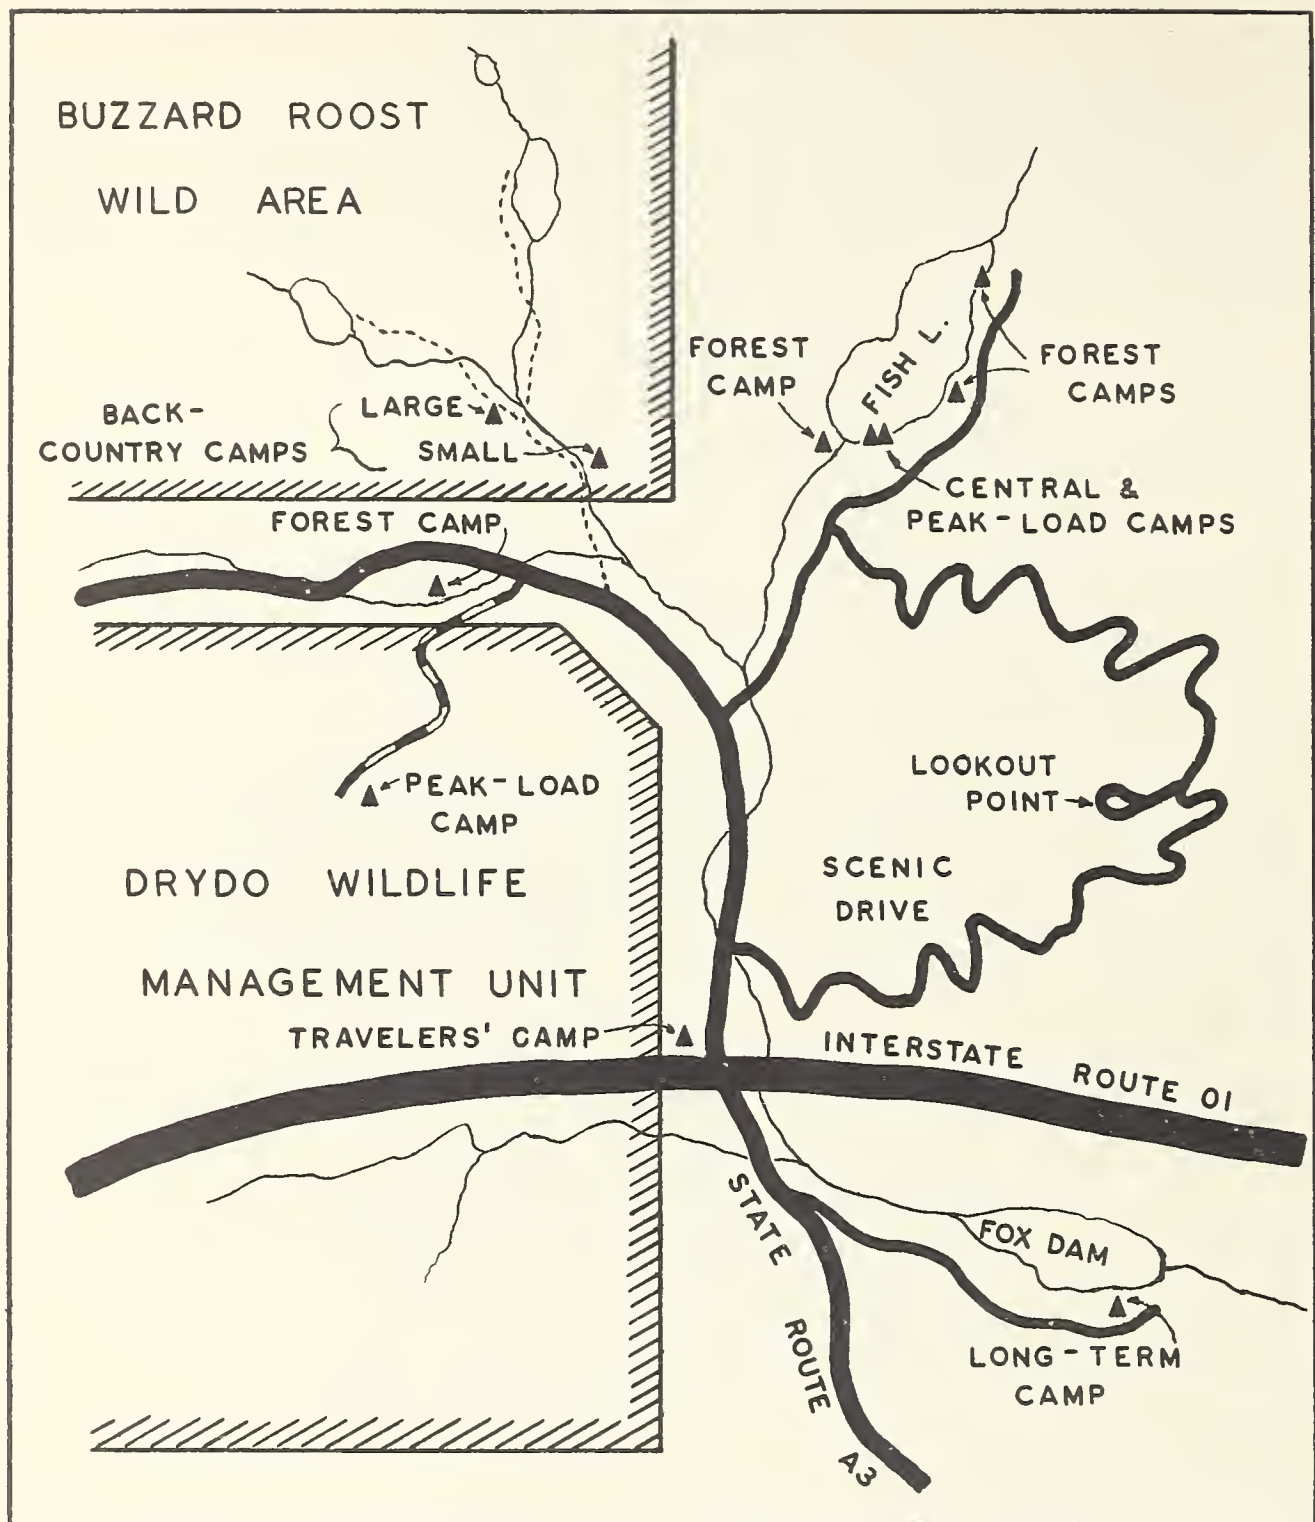 BUZZARD ROOST
WILD AREA
FISH L.
FOREST
CAMP
FOREST
CAMPS
BACK-
COUNTRY CAMPS
LARGE
SMALL
CENTRAL &
PEAK-LOAD CAMPS
FOREST CAMP
LOOKOUT
POINT
PEAK-LOAD
CAMP
SCENIC
DRIVE
DRYDO WILDLIFE
MANAGEMENT UNIT
TRAVELERS' CAMP
INTERSTATE ROUTE 01
STATE ROUTE A3
FOX DAM
LONG-TERM
CAMP